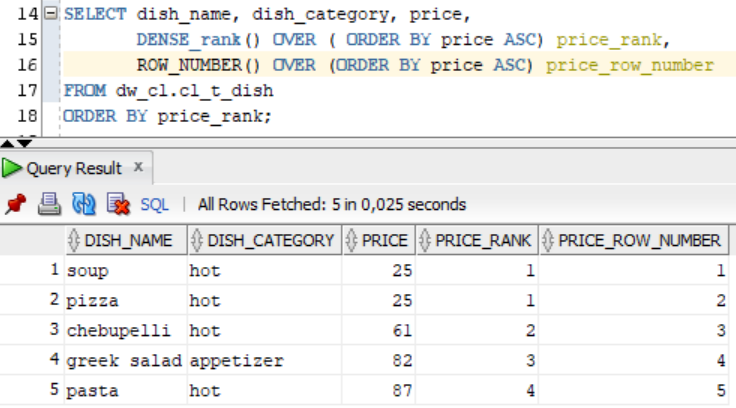 14 SELECT dish_name, dish_category, price,
15 DENSE_rank() OVER ( ORDER BY price ASC) price_rank,
16 ROW_NUMBER() OVER (ORDER BY price ASC) price_row_number
17 FROM dw_cl.cl_t_dish
18 ORDER BY price_rank;
Query Result x
SQL | All Rows Fetched: 5 in 0,025 seconds
DISH_NAME DISH_CATEGORY PRICE PRICE_RANK PRICE_ROW_NUMBER
1 soup hot 25 1 1
2 pizza hot 25 1 2
3 chebupelli hot 61 2 3
4 greek salad appetizer 82 3 4
5 pasta hot 87 4 5